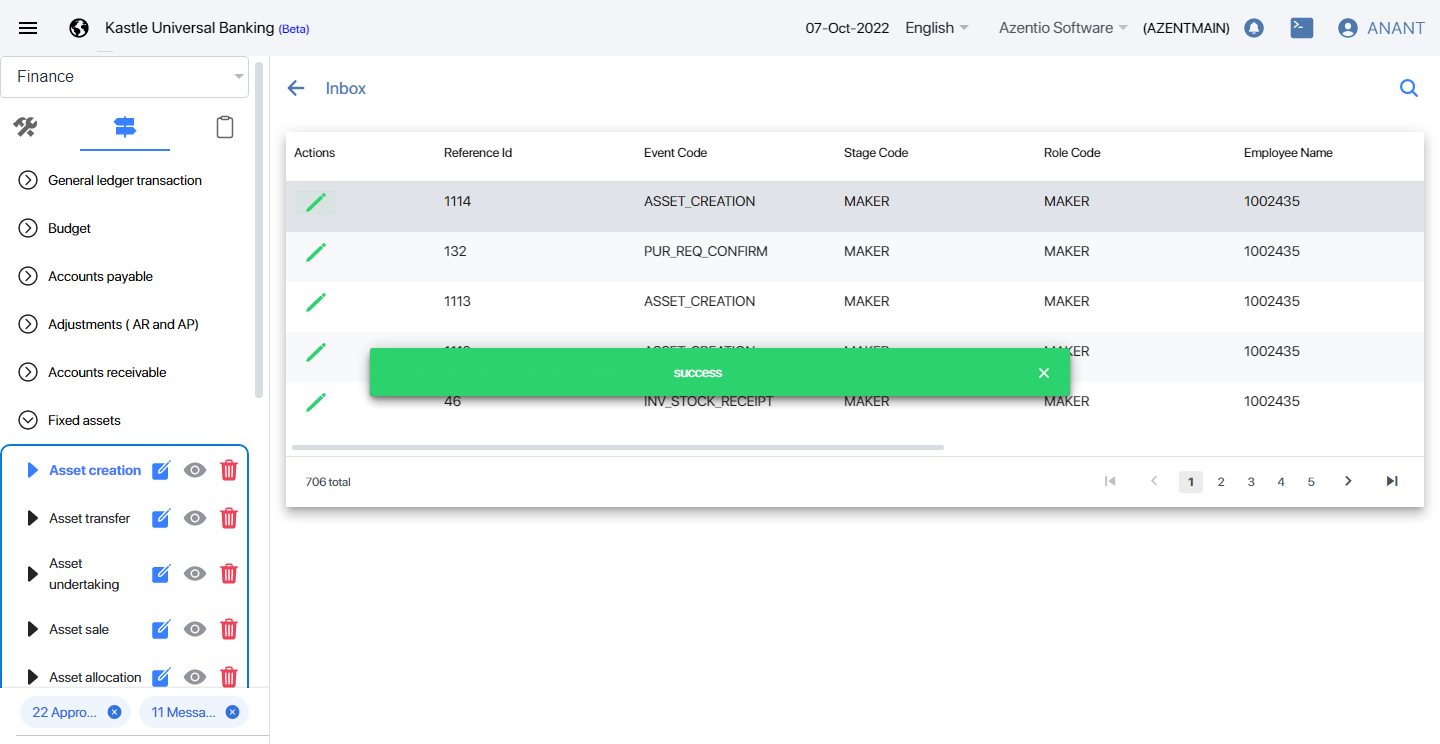 Kastle Universal Banking (Beta)
07-Oct-2022 English Azentio Software (AZENTMAIN) ANANT
Finance
General ledger transaction
Budget
Accounts payable
Adjustments ( AR and AP)
Accounts receivable
Fixed assets
Asset creation
Asset transfer
Asset
undertaking
Asset sale
Asset allocation
22 Appro... 11 Messa...
Inbox
Actions Reference Id Event Code Stage Code Role Code Employee Name
1114 ASSET_CREATION MAKER MAKER 1002435
132 PUR_REQ_CONFIRM MAKER MAKER 1002435
1113 ASSET_CREATION MAKER MAKER 1002435
ASSET_CREATION MAKER MAKER 1002435
success
46 INV_STOCK_RECEIPT MAKER MAKER 1002435
706 total 1 2 3 4 5